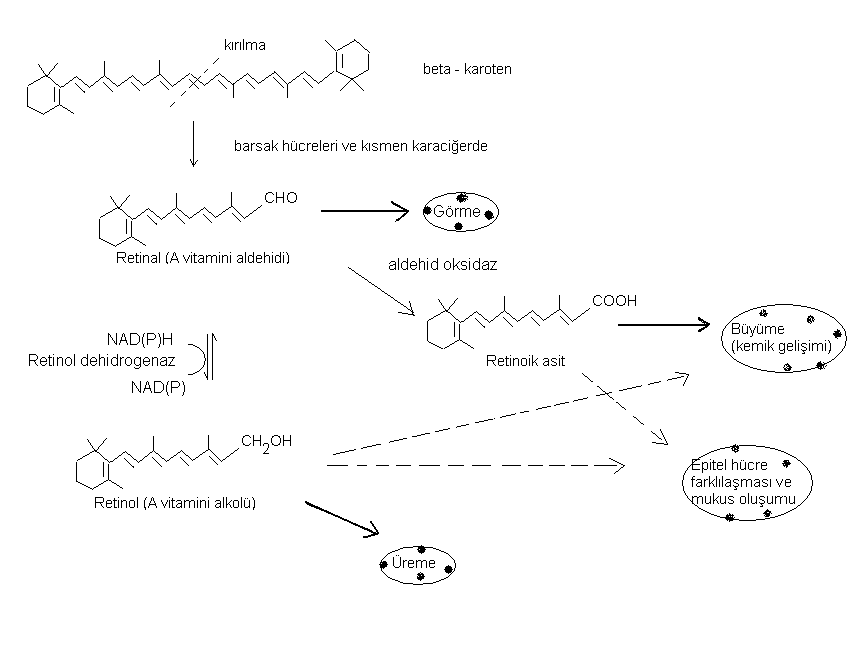 kırılma
beta - karoten
barsak hücreleri ve kısmen karaciğerde
CHO
Görme
Retinal (A vitamini aldehidi)
aldehid oksidaz
COOH
Büyüme
(kemik gelişimi)
Retinoik asit
NAD(P)H
Retinol dehidrogenaz
NAD(P)
CH2OH
Epitel hücre
farklılaşması ve
mukus oluşumu
Retinol (A vitamini alkolü)
Üreme